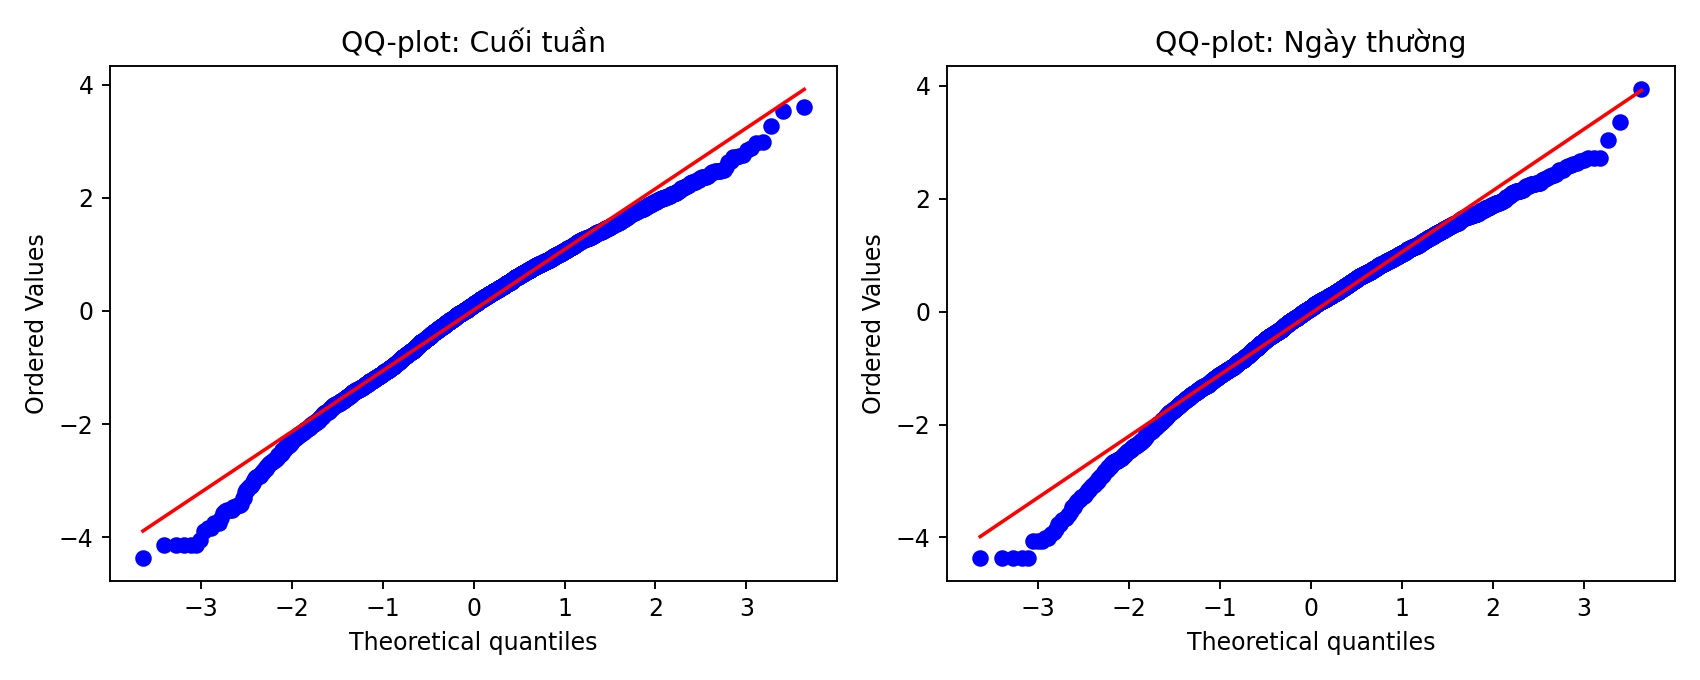 QQ-plot: Cuối tuần
4
2
0
−2
−4
Ordered Values
−3 −2 −1 0 1 2 3
Theoretical quantiles
QQ-plot: Ngày thường
4
2
0
−2
−4
Ordered Values
−3 −2 −1 0 1 2 3
Theoretical quantiles